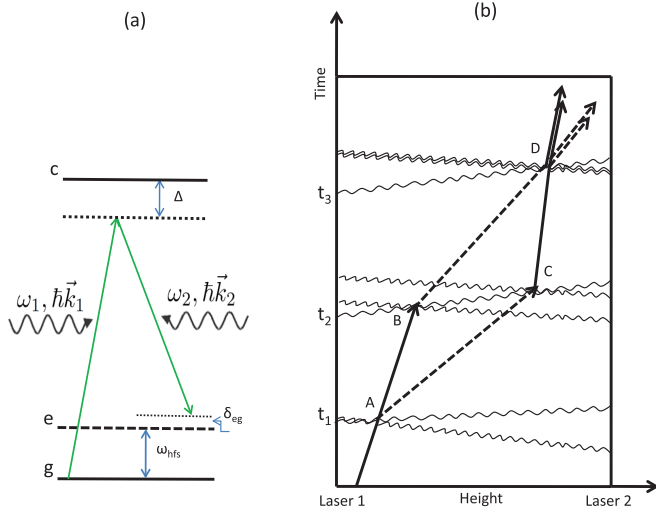 (a)
c
Δ
ω₁, ħk⃗₁
ω₂, ħk⃗₂
δeg
e
ωhfs
g
(b)
Time
D
t₃
C
t₂
B
A
t₁
Laser 1
Height
Laser 2